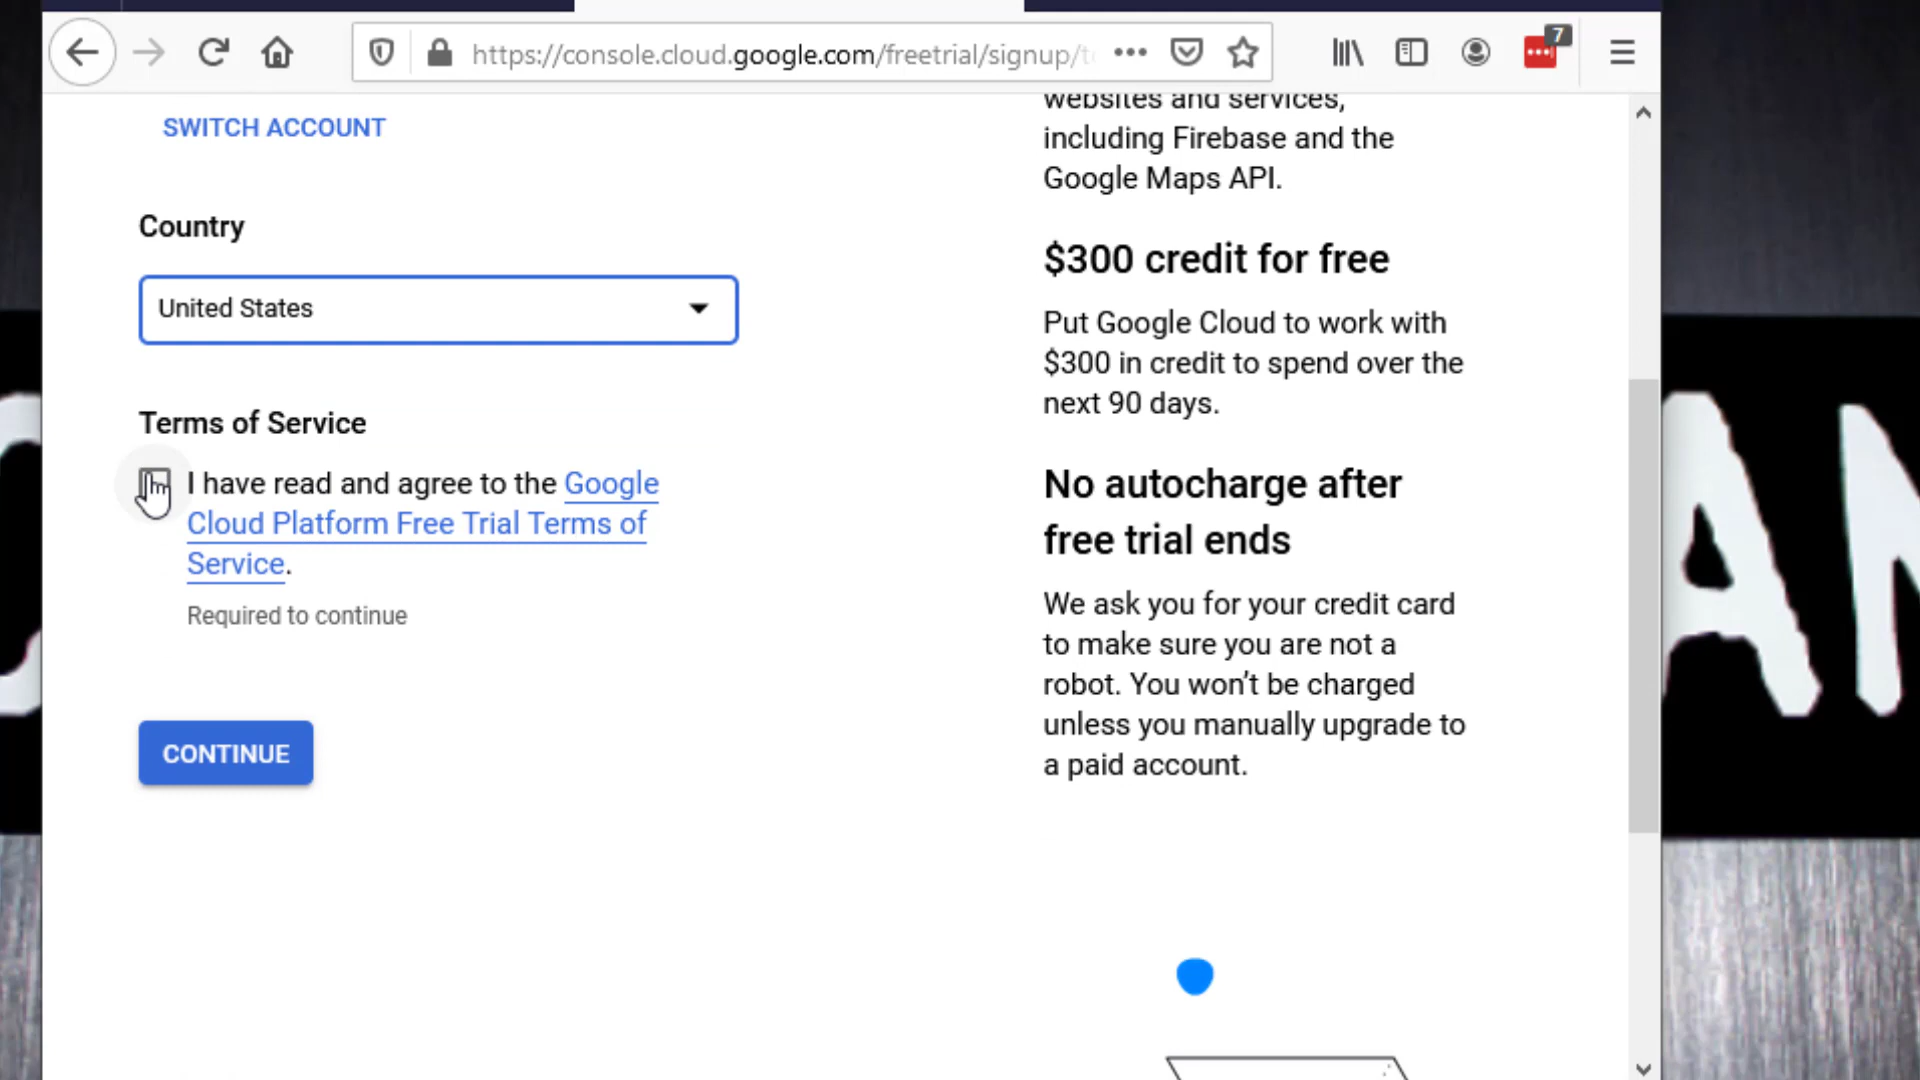 https://console.cloud.google.com/freetrial/signup/t
7
SWITCH ACCOUNT
Country
United States
Terms of Service
I have read and agree to the Google
Cloud Platform Free Trial Terms of
Service.
Required to continue
CONTINUE
websites and services,
including Firebase and the
Google Maps API.
$300 credit for free
Put Google Cloud to work with
$300 in credit to spend over the
next 90 days.
No autocharge after
free trial ends
We ask you for your credit card
to make sure you are not a
robot. You won’t be charged
unless you manually upgrade to
a paid account.